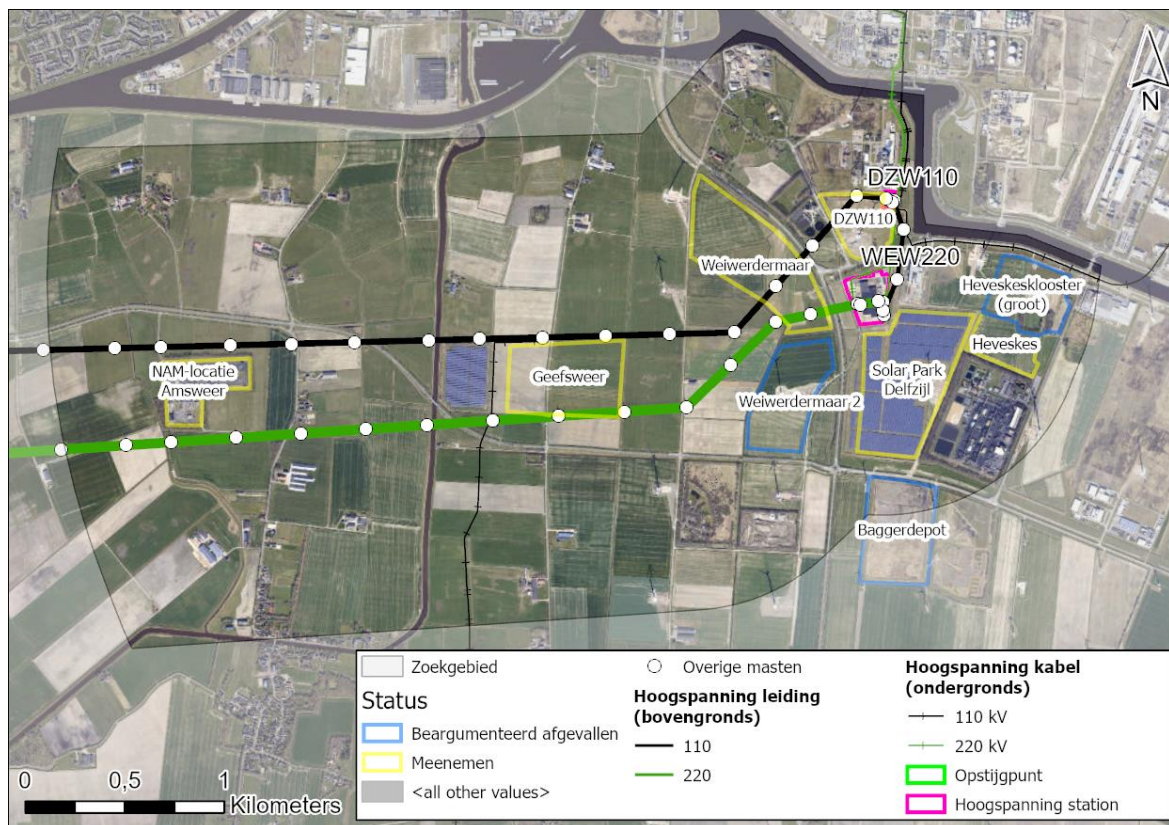 N
DZW110
DZW110
WEW220
Weiwerdermaar
Heveskesklooster
(groot)
Heveskes
NAM-locatie
Amsweer
Geefsweer
Solar Park
Delfzijl
Weiwerdermaar 2
Baggerdepot
Zoekgebied
Status
Beargumenteerd afgevallen
Meenemen
<all other values>
Overige masten
Hoogspanning leiding
(bovengronds)
110
220
Hoogspanning kabel
(ondergronds)
110 kV
220 kV
Opstijgpunt
Hoogspanning station
0 0,5 1
Kilometers